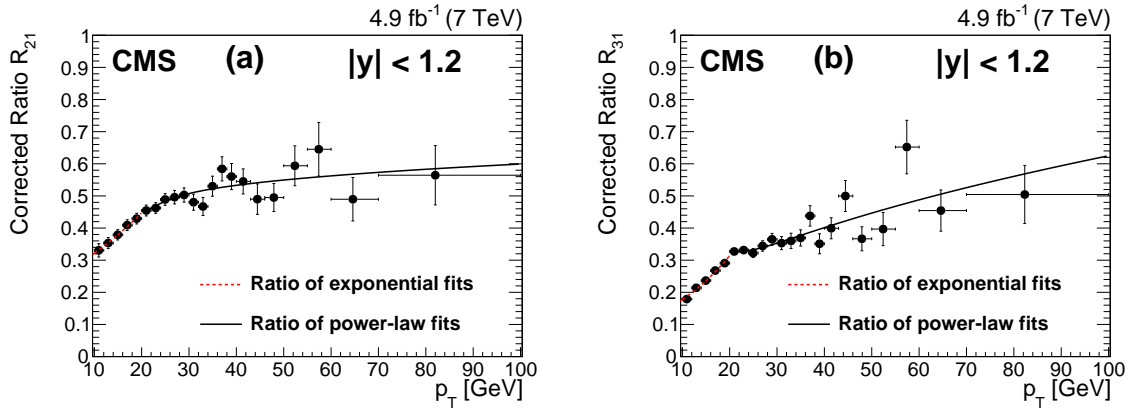 4.9 fb⁻¹ (7 TeV)
CMS (a) |y| < 1.2
Corrected Ratio R₂₁
1
0.9
0.8
0.7
0.6
0.5
0.4
0.3
0.2
0.1
0
Ratio of exponential fits
Ratio of power-law fits
10 20 30 40 50 60 70 80 90 100
p_T [GeV]
4.9 fb⁻¹ (7 TeV)
CMS (b) |y| < 1.2
Corrected Ratio R₃₁
1
0.9
0.8
0.7
0.6
0.5
0.4
0.3
0.2
0.1
0
Ratio of exponential fits
Ratio of power-law fits
10 20 30 40 50 60 70 80 90 100
p_T [GeV]